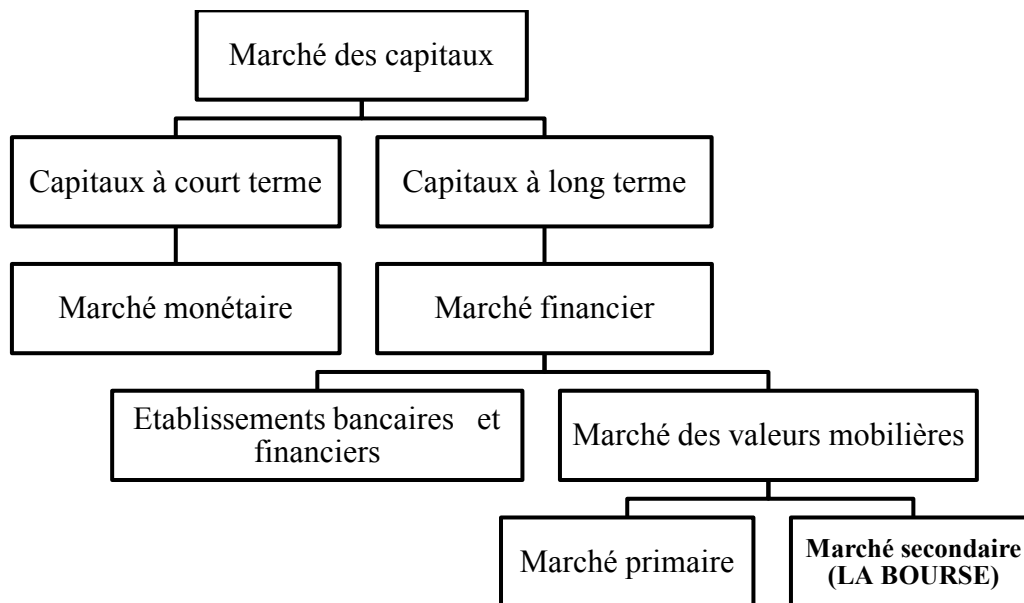 Marché des capitaux
Capitaux à court terme
Capitaux à long terme
Marché monétaire
Marché financier
Etablissements bancaires et
financiers
Marché des valeurs mobilières
Marché primaire
Marché secondaire
(LA BOURSE)